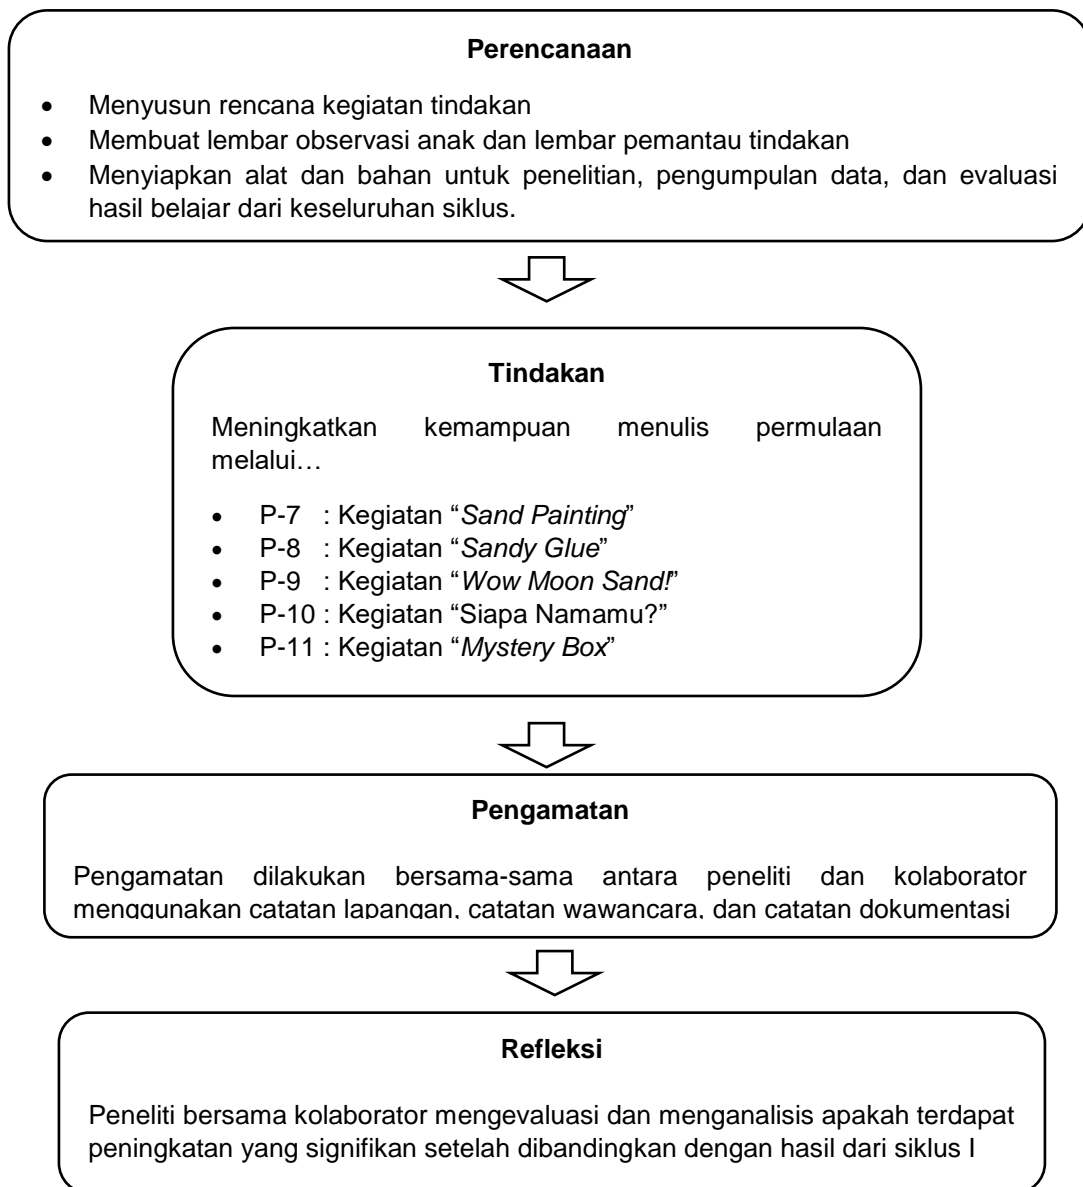 Perencanaan
• Menyusun rencana kegiatan tindakan
• Membuat lembar observasi anak dan lembar pemantau tindakan
• Menyiapkan alat dan bahan untuk penelitian, pengumpulan data, dan evaluasi
hasil belajar dari keseluruhan siklus.
Tindakan
Meningkatkan kemampuan menulis permulaan
melalui…
• P-7 : Kegiatan “Sand Painting”
• P-8 : Kegiatan “Sandy Glue”
• P-9 : Kegiatan “Wow Moon Sand!”
• P-10 : Kegiatan “Siapa Namamu?”
• P-11 : Kegiatan “Mystery Box”
Pengamatan
Pengamatan dilakukan bersama-sama antara peneliti dan kolaborator
menggunakan catatan lapangan, catatan wawancara, dan catatan dokumentasi
Refleksi
Peneliti bersama kolaborator mengevaluasi dan menganalisis apakah terdapat
peningkatan yang signifikan setelah dibandingkan dengan hasil dari siklus I